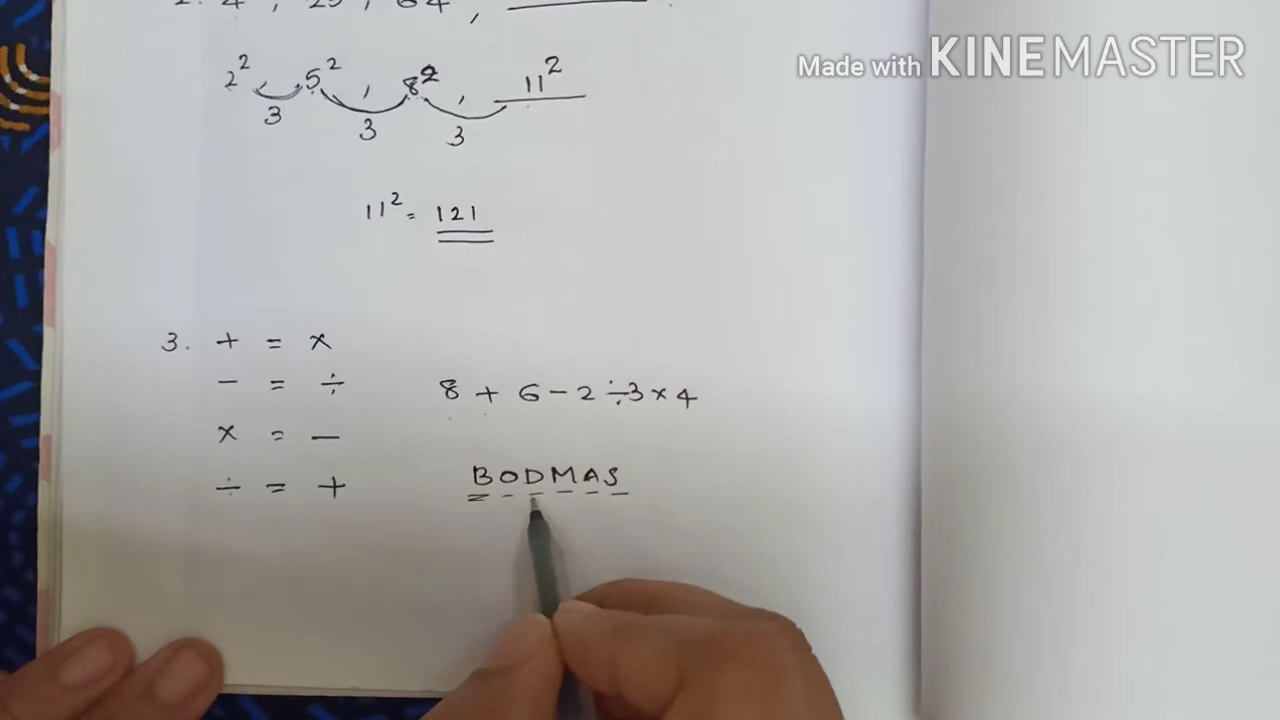 Made with KINEMASTER
2² , 5² , 8² , 11²
3 3 3
11² = 121
3. + = ×
- = ÷
8 + 6 - 2 ÷ 3 × 4
× = -
÷ = +
BODMAS